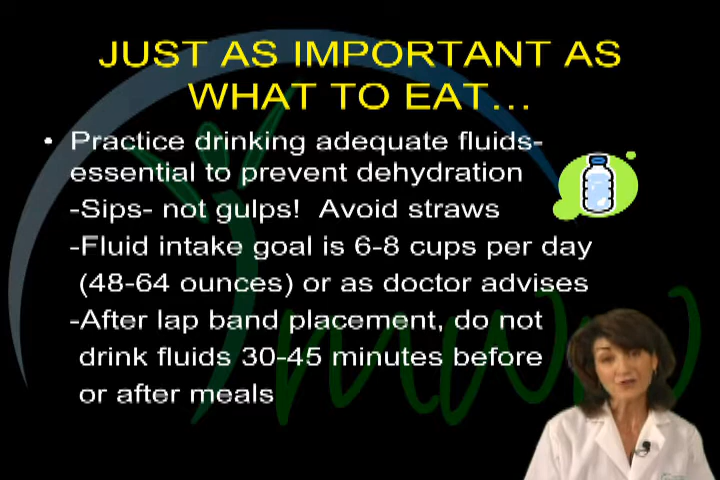 JUST AS IMPORTANT AS
WHAT TO EAT...
• Practice drinking adequate fluids-
essential to prevent dehydration
-Sips- not gulps!  Avoid straws
-Fluid intake goal is 6-8 cups per day
(48-64 ounces) or as doctor advises
-After lap band placement, do not
drink fluids 30-45 minutes before
or after meals